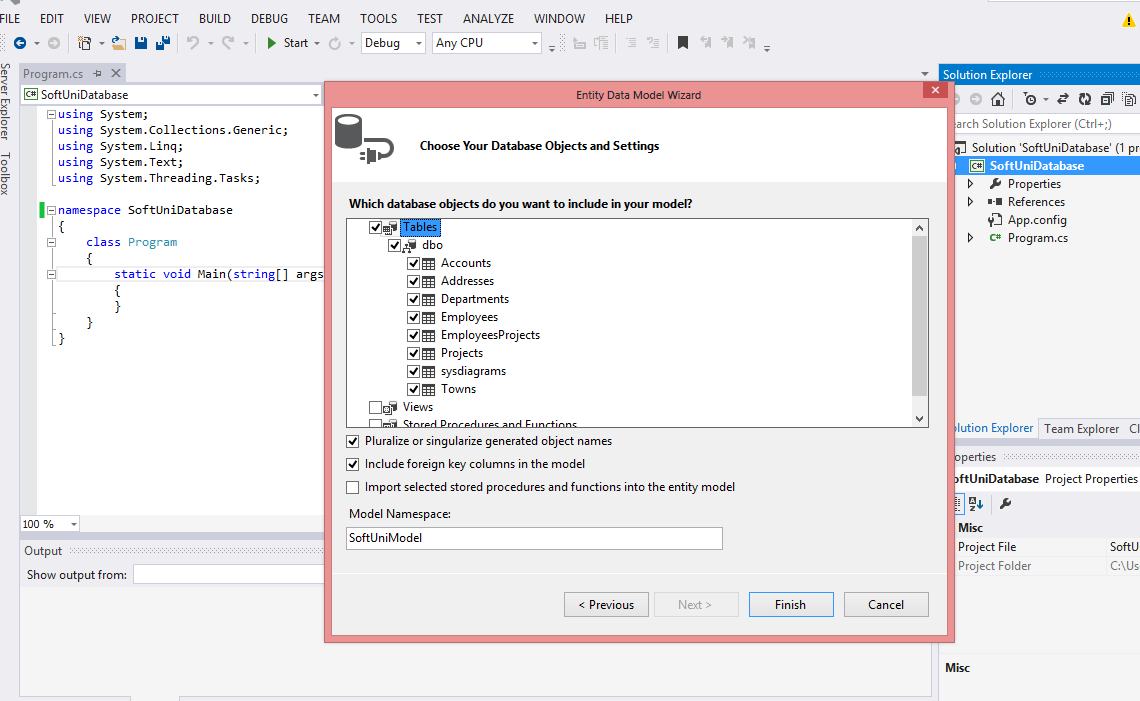 FILE EDIT VIEW PROJECT BUILD DEBUG TEAM TOOLS TEST ANALYZE WINDOW HELP
Start Debug Any CPU
Server Explorer
Toolbox
Program.cs
C# SoftUniDatabase
using System;
using System.Collections.Generic;
using System.Linq;
using System.Text;
using System.Threading.Tasks;
namespace SoftUniDatabase
{
class Program
{
static void Main(string[] args
{
}
}
}
100 %
Output
Show output from:
Entity Data Model Wizard
Choose Your Database Objects and Settings
Which database objects do you want to include in your model?
Tables
dbo
Accounts
Addresses
Departments
Employees
EmployeesProjects
Projects
sysdiagrams
Towns
Views
Stored Procedures and Functions
Pluralize or singularize generated object names
Include foreign key columns in the model
Import selected stored procedures and functions into the entity model
Model Namespace:
SoftUniModel
< Previous Next > Finish Cancel
Solution Explorer
earch Solution Explorer (Ctrl+;)
Solution 'SoftUniDatabase' (1 pr
C# SoftUniDatabase
Properties
References
App.config
C# Program.cs
olution Explorer Team Explorer Cl
operties
oftUniDatabase Project Properties
Misc
Project File SoftU
Project Folder C:\Us
Misc